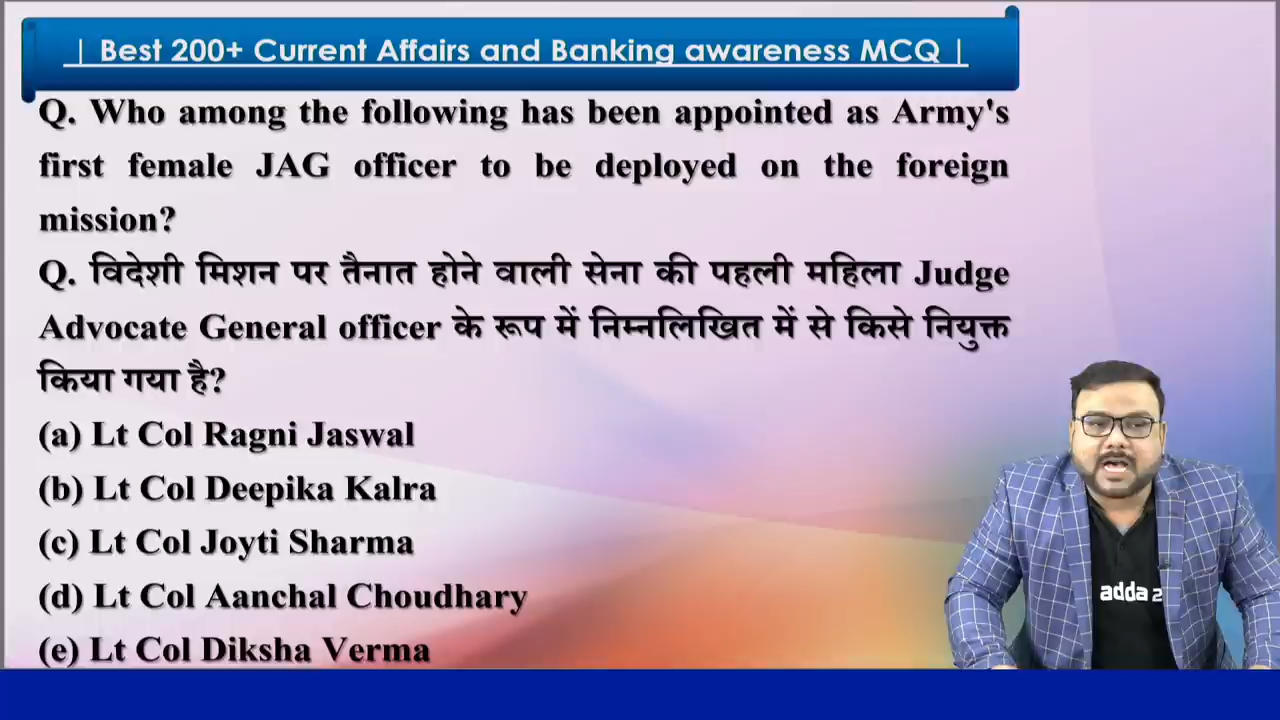 | Best 200+ Current Affairs and Banking awareness MCQ |
Q. Who among the following has been appointed as Army's
first female JAG officer to be deployed on the foreign
mission?
Q. विदेशी मिशन पर तैनात होने वाली सेना की पहली महिला Judge
Advocate General officer के रूप में निम्नलिखित में से किसे नियुक्त
किया गया है?
(a) Lt Col Ragni Jaswal
(b) Lt Col Deepika Kalra
(c) Lt Col Joyti Sharma
(d) Lt Col Aanchal Choudhary
(e) Lt Col Diksha Verma
adda 2